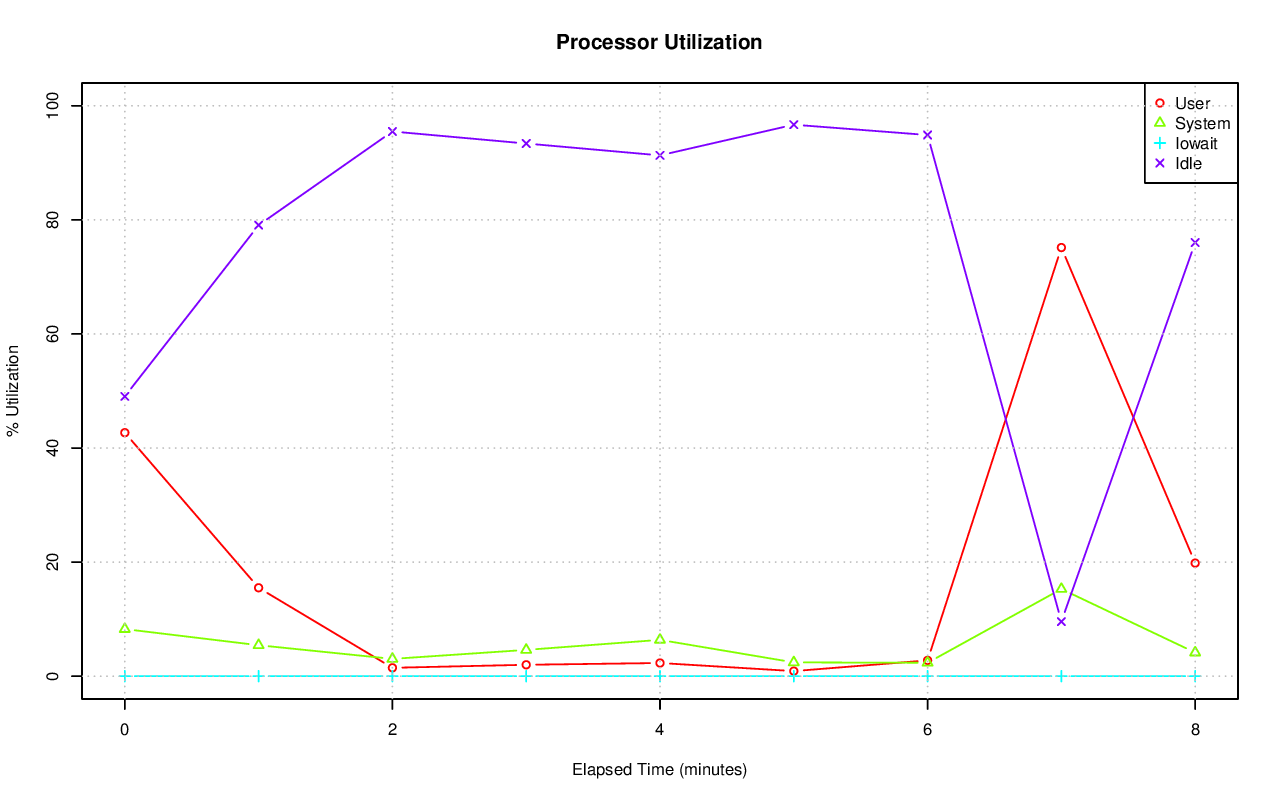 Processor Utilization
User
System
Iowait
Idle
100
80
60
40
20
0
% Utilization
0 2 4 6 8
Elapsed Time (minutes)